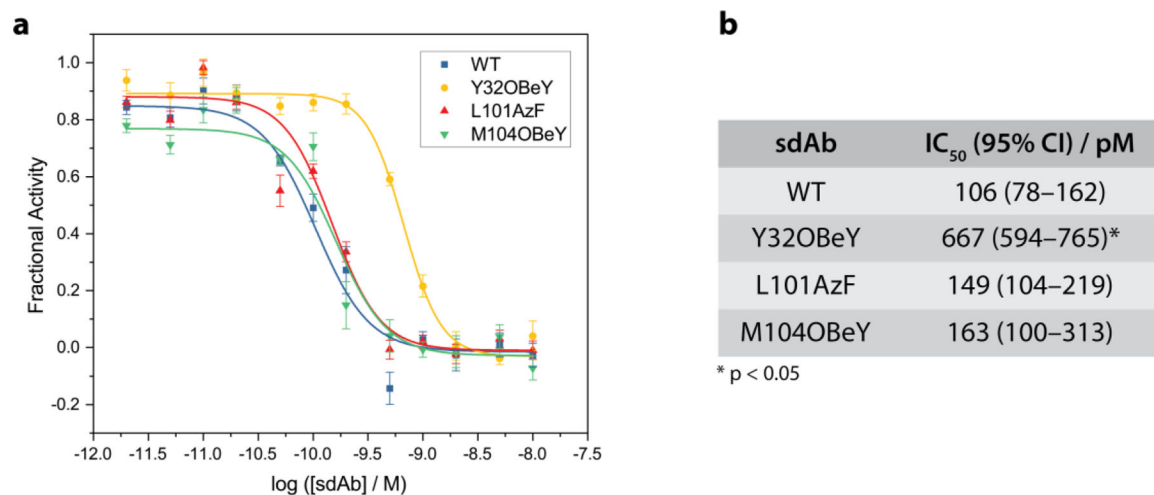 a
Fractional Activity
1.0
0.8
0.6
0.4
0.2
0.0
-0.2
-12.0 -11.5 -11.0 -10.5 -10.0 -9.5 -9.0 -8.5 -8.0 -7.5
log ([sdAb] / M)
WT
Y32OBeY
L101AzF
M104OBeY
b
sdAb IC50 (95% CI) / pM
WT 106 (78–162)
Y32OBeY 667 (594–765)*
L101AzF 149 (104–219)
M104OBeY 163 (100–313)
* p < 0.05